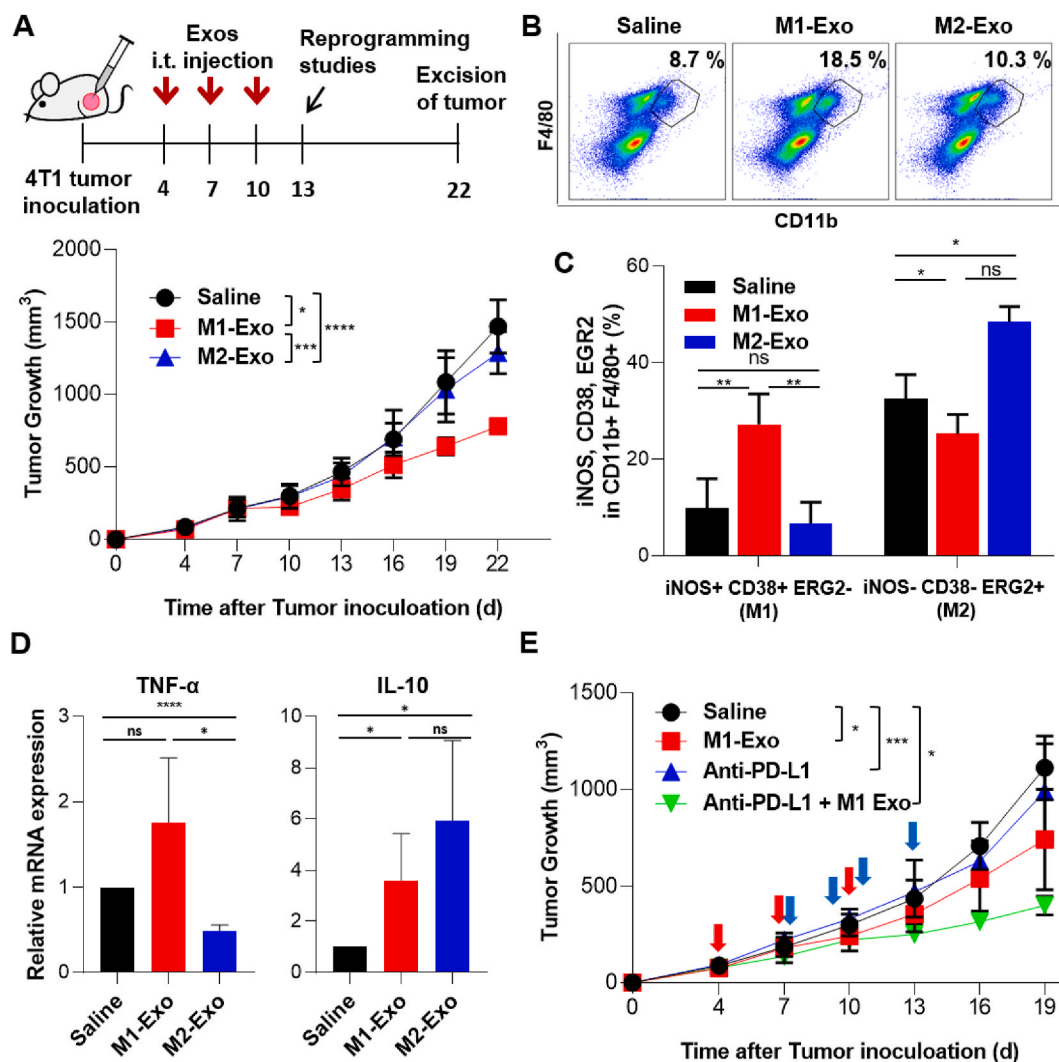 A
Exos
i.t. injection
Reprogramming
studies
Excision
of tumor
4T1 tumor
inoculation
4
7
10
13
22
2000
1500
1000
500
0
Tumor Growth (mm³)
Saline
M1-Exo
M2-Exo
*
***
****
0
4
7
10
13
16
19
22
Time after Tumor inoculoation (d)
B
Saline
M1-Exo
M2-Exo
8.7 %
18.5 %
10.3 %
F4/80
CD11b
C
60
40
20
0
iNOS, CD38, EGR2
in CD11b+ F4/80+ (%)
Saline
M1-Exo
M2-Exo
ns
**
**
*
*
ns
iNOS+ CD38+ ERG2-
(M1)
iNOS- CD38- ERG2+
(M2)
D
Relative mRNA expression
TNF-α
****
ns
*
3
2
1
0
Saline
M1-Exo
M2-Exo
IL-10
*
*
ns
10
8
6
4
2
0
Saline
M1-Exo
M2-Exo
E
1500
1000
500
0
Tumor Growth (mm³)
Saline
M1-Exo
Anti-PD-L1
Anti-PD-L1 + M1 Exo
*
***
*
0
4
7
10
13
16
19
Time after Tumor inoculoation (d)